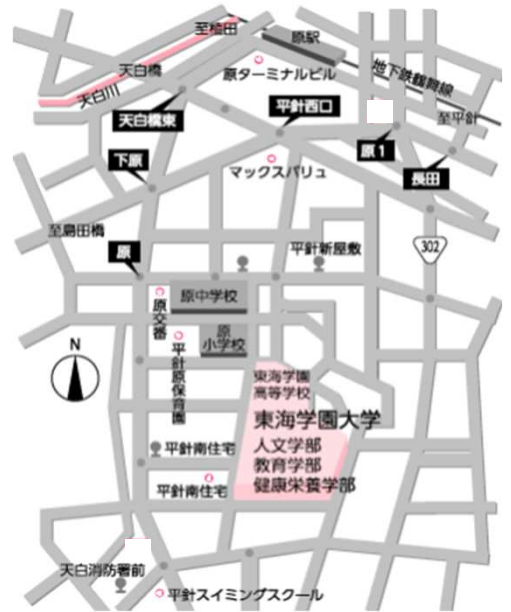 至植田
原駅
天白橋
地下鉄鶴舞線
原ターミナルビル
天白川
至平針
平針西口
天白橋東
原1
下原
マックスバリュ
長田
至島田橋
302
原
平針新屋敷
原中学校
原交番
原
小学校
平針原保育園
N
東海学園
高等学校
東海学園大学
人文学部
教育学部
健康栄養学部
平針南住宅
平針南住宅
天白消防署前
平針スイミングスクール